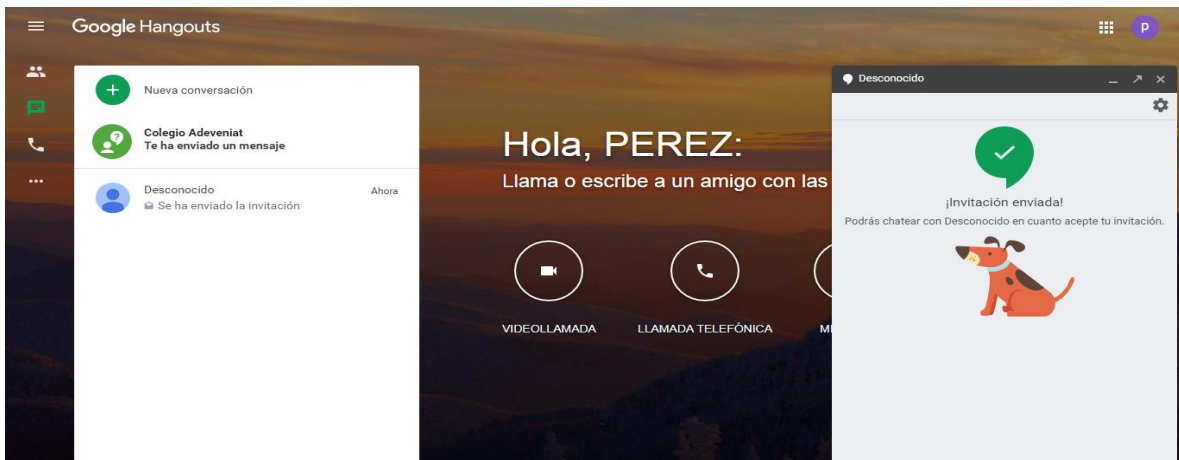 Google Hangouts
P
Nueva conversación
Colegio Adeveniat
Te ha enviado un mensaje
Desconocido
Ahora
Se ha enviado la invitación
Hola, PEREZ:
Llama o escribe a un amigo con las
VIDEOLLAMADA
LLAMADA TELEFÓNICA
Desconocido
¡Invitación enviada!
Podrás chatear con Desconocido en cuanto acepte tu invitación.